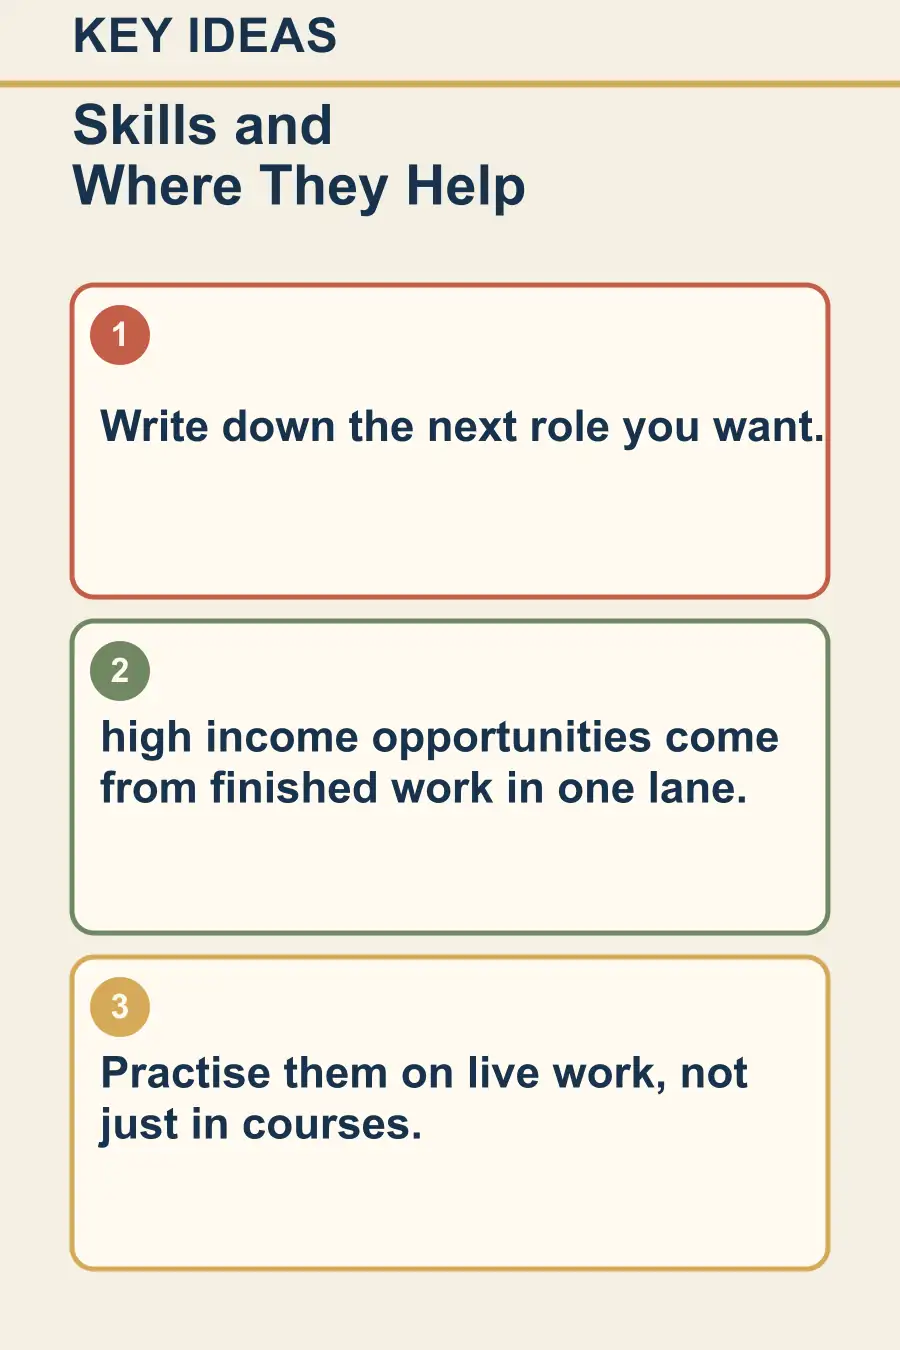 KEY IDEAS
Skills and
Where They Help
1
Write down the next role you want.
2
high income opportunities come
from finished work in one lane.
3
Practise them on live work, not
just in courses.